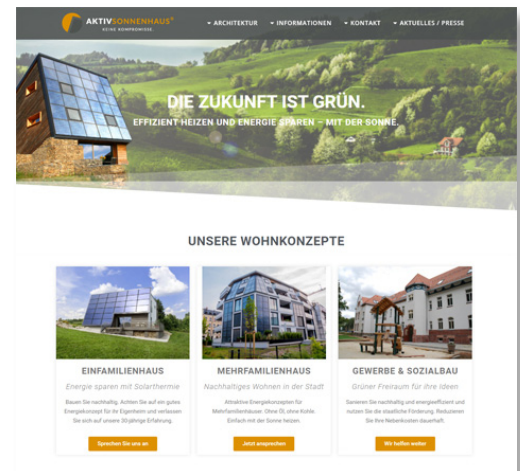 AKTIVSONNENHAUS®
KEINE KOMPROMISSE.
ARCHITEKTUR
INFORMATIONEN
KONTAKT
AKTUELLES / PRESSE
DIE ZUKUNFT IST GRÜN.
EFFIZIENT HEIZEN UND ENERGIE SPAREN – MIT DER SONNE.
UNSERE WOHNKONZEPTE
EINFAMILIENHAUS
Energie sparen mit Solarthermie
Bauen Sie nachhaltig. Achten Sie auf ein gutes
Energiekonzept für Ihr Eigenheim und verlassen
Sie sich auf unsere 30-jährige Erfahrung.
Sprechen Sie uns an
MEHRFAMILIENHAUS
Nachhaltiges Wohnen in der Stadt
Attraktive Energiekonzepte für
Mehrfamilienhäuser. Ohne Öl, ohne Kohle.
Einfach mit der Sonne heizen.
Jetzt ansprechen
GEWERBE & SOZIALBAU
Grüner Freiraum für ihre Ideen
Sanieren Sie nachhaltig und energieeffizient und
nutzen Sie die staatliche Förderung. Reduzieren
Sie Ihre Nebenkosten dauerhaft.
Wir helfen weiter